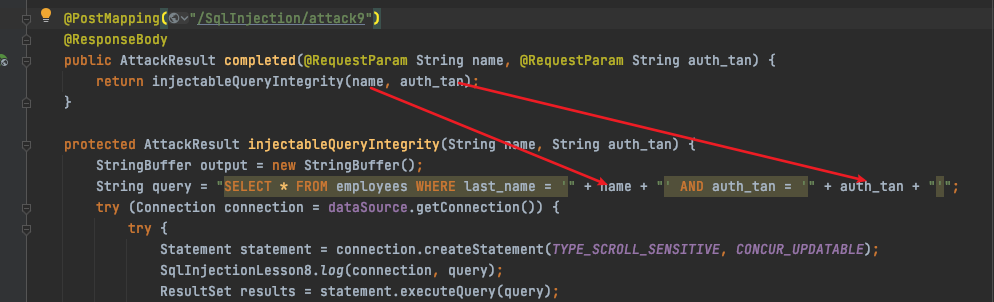 @PostMapping("/SqlInjection/attack9")
@ResponseBody
public AttackResult completed(@RequestParam String name, @RequestParam String auth_tan) {
return injectableQueryIntegrity(name, auth_tan);
}
protected AttackResult injectableQueryIntegrity(String name, String auth_tan) {
StringBuffer output = new StringBuffer();
String query = "SELECT * FROM employees WHERE last_name = '" + name + "' AND auth_tan = '" + auth_tan + "'";
try (Connection connection = dataSource.getConnection()) {
try {
Statement statement = connection.createStatement(TYPE_SCROLL_SENSITIVE, CONCUR_UPDATABLE);
SqlInjectionLesson8.log(connection, query);
ResultSet results = statement.executeQuery(query);